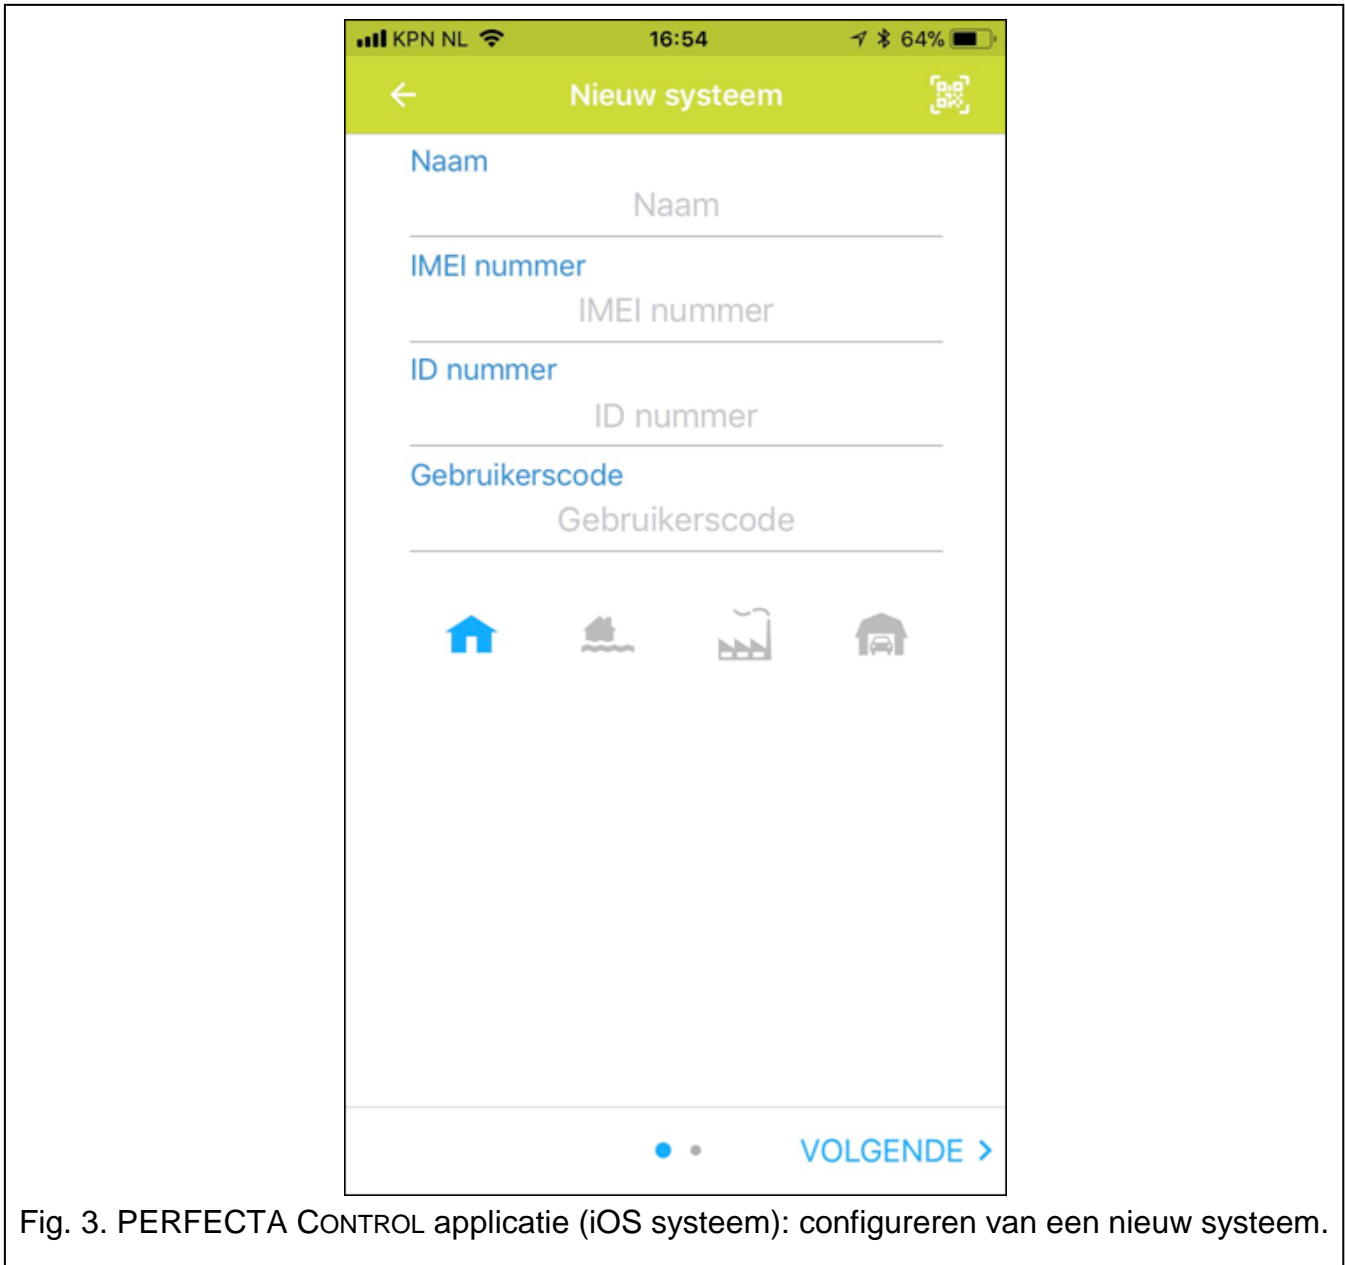 KPN NL 16:54 64%
Nieuw systeem
Naam
Naam
IMEI nummer
IMEI nummer
ID nummer
ID nummer
Gebruikerscode
Gebruikerscode
VOLGENDE >
Fig. 3. PERFECTA CONTROL applicatie (iOS systeem): configureren van een nieuw systeem.